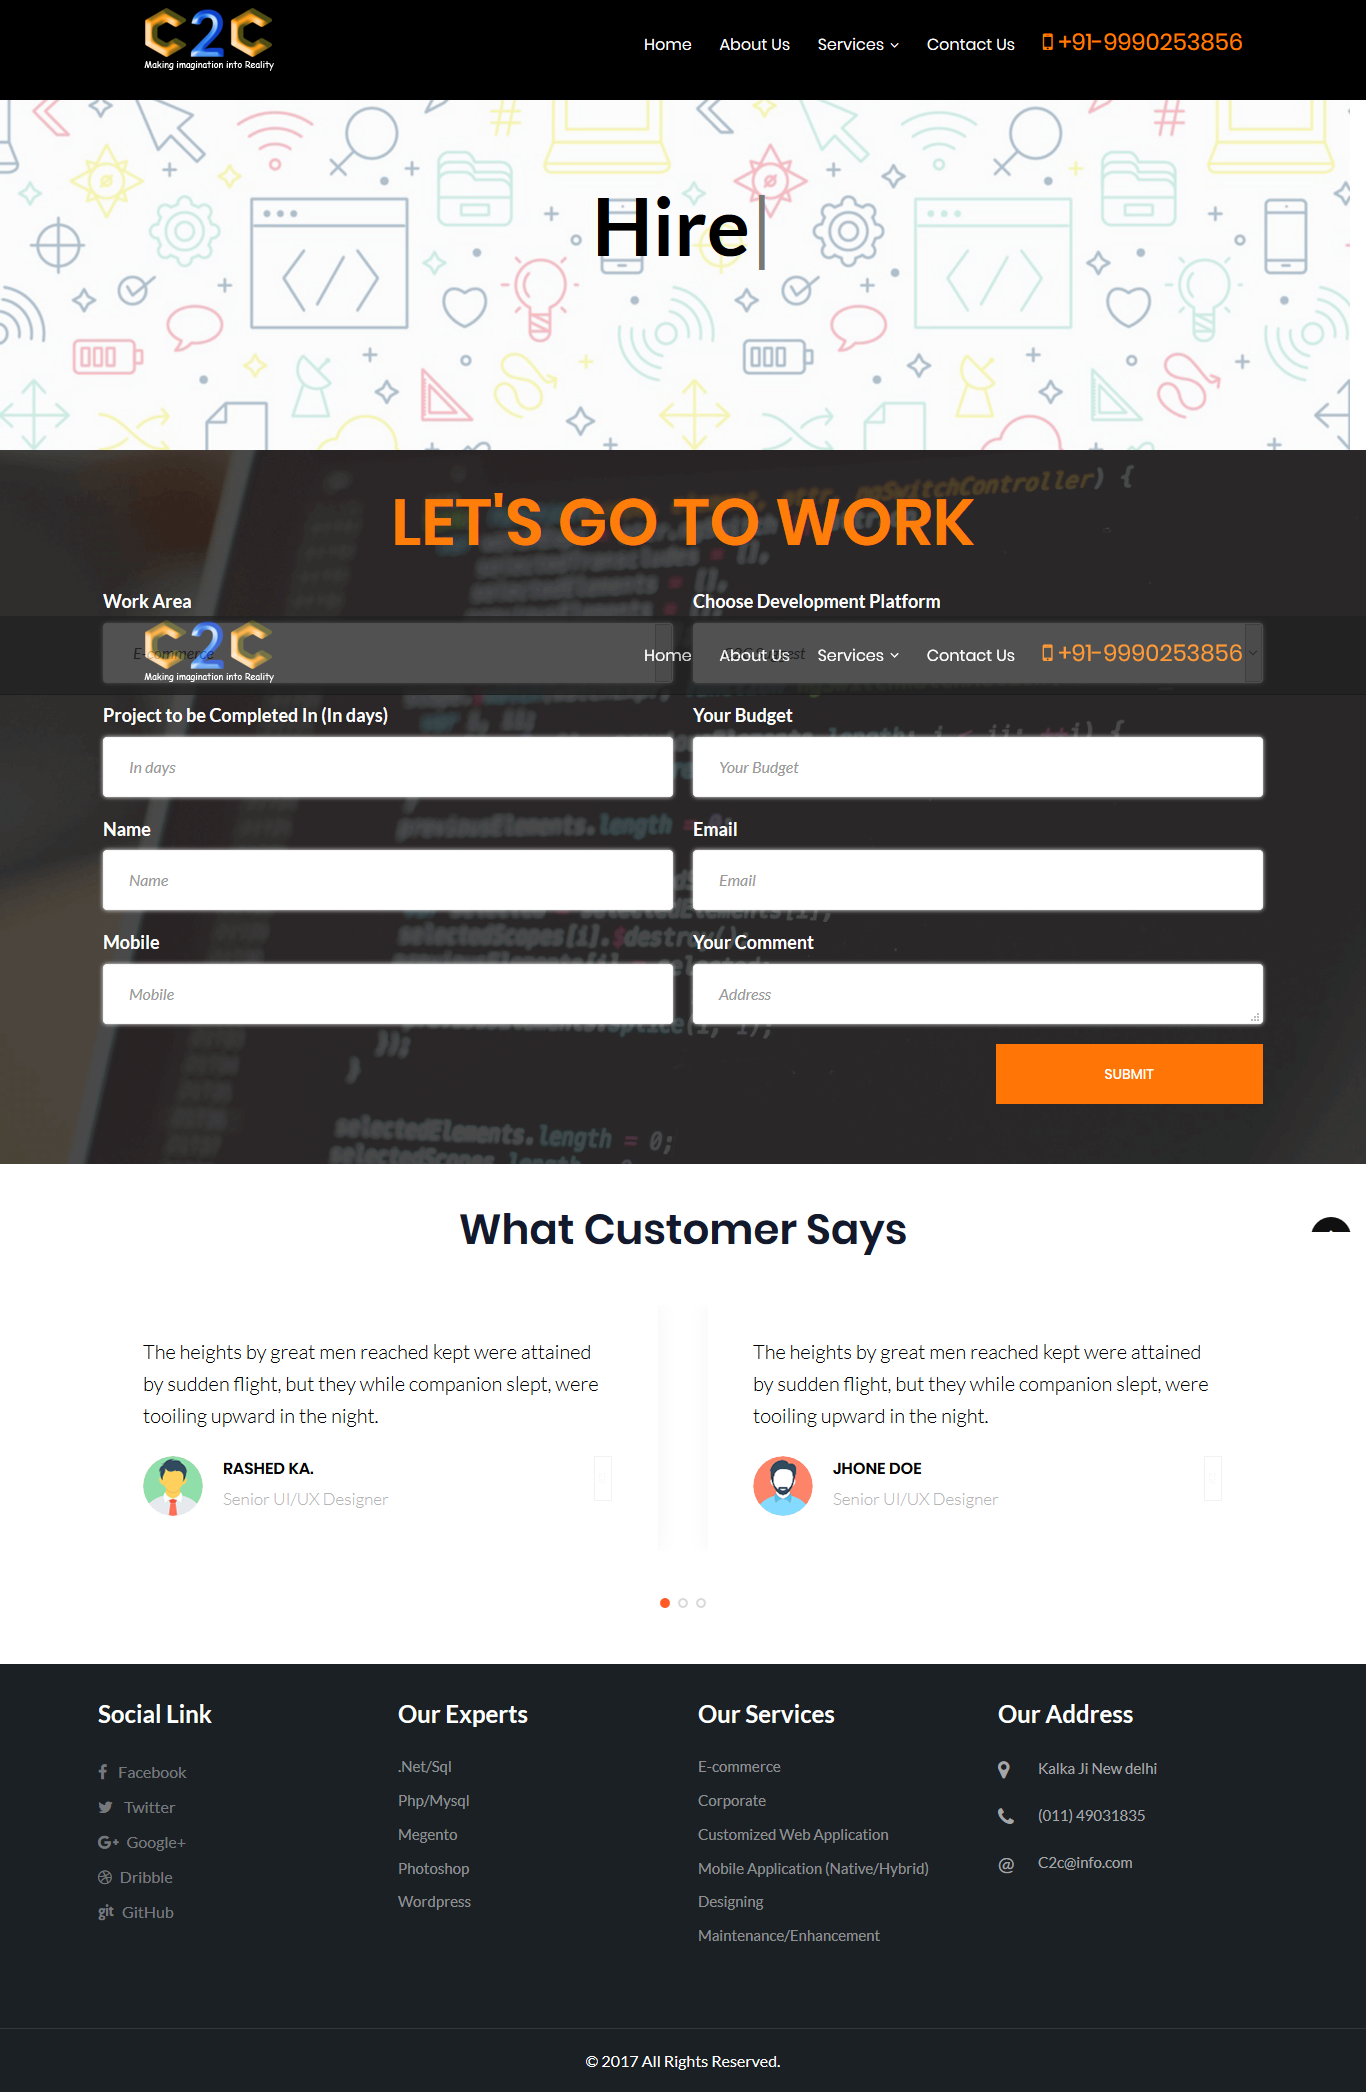 C2C
Making imagination into Reality
Home About Us Services Contact Us +91-9990253856
Hire
LET'S GO TO WORK
Work Area Choose Development Platform
E-commerce
C2C
Making imagination into Reality
Home About Us Services Contact Us +91-9990253856
Project to be Completed In (In days) Your Budget
In days Your Budget
Name Email
Name Email
Mobile Your Comment
Mobile Address
SUBMIT
What Customer Says
The heights by great men reached kept were attained
by sudden flight, but they while companion slept, were
tooiling upward in the night.
RASHED KA.
Senior UI/UX Designer
The heights by great men reached kept were attained
by sudden flight, but they while companion slept, were
tooiling upward in the night.
JHONE DOE
Senior UI/UX Designer
Social Link
Facebook
Twitter
Google+
Dribble
git GitHub
Our Experts
.Net/Sql
Php/Mysql
Megento
Photoshop
Wordpress
Our Services
E-commerce
Corporate
Customized Web Application
Mobile Application (Native/Hybrid)
Designing
Maintenance/Enhancement
Our Address
Kalka Ji New delhi
(011) 49031835
@ C2c@info.com
© 2017 All Rights Reserved.